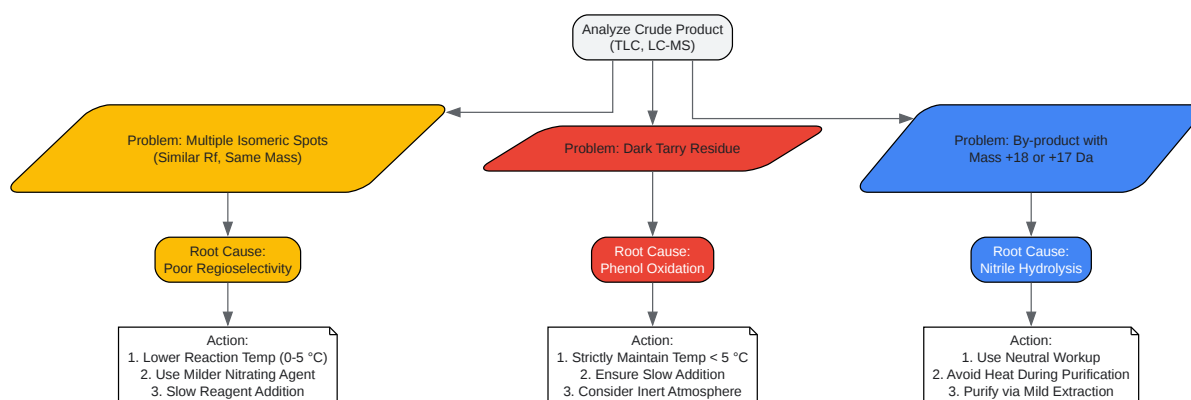 Analyze Crude Product
(TLC, LC-MS)
Problem: Multiple Isomeric Spots
(Similar Rf, Same Mass)
Problem: Dark Tarry Residue
Problem: By-product with
Mass +18 or +17 Da
Root Cause:
Poor Regioselectivity
Root Cause:
Phenol Oxidation
Root Cause:
Nitrile Hydrolysis
Action:
1. Lower Reaction Temp (0-5 °C)
2. Use Milder Nitrating Agent
3. Slow Reagent Addition
Action:
1. Strictly Maintain Temp < 5 °C
2. Ensure Slow Addition
3. Consider Inert Atmosphere
Action:
1. Use Neutral Workup
2. Avoid Heat During Purification
3. Purify via Mild Extraction